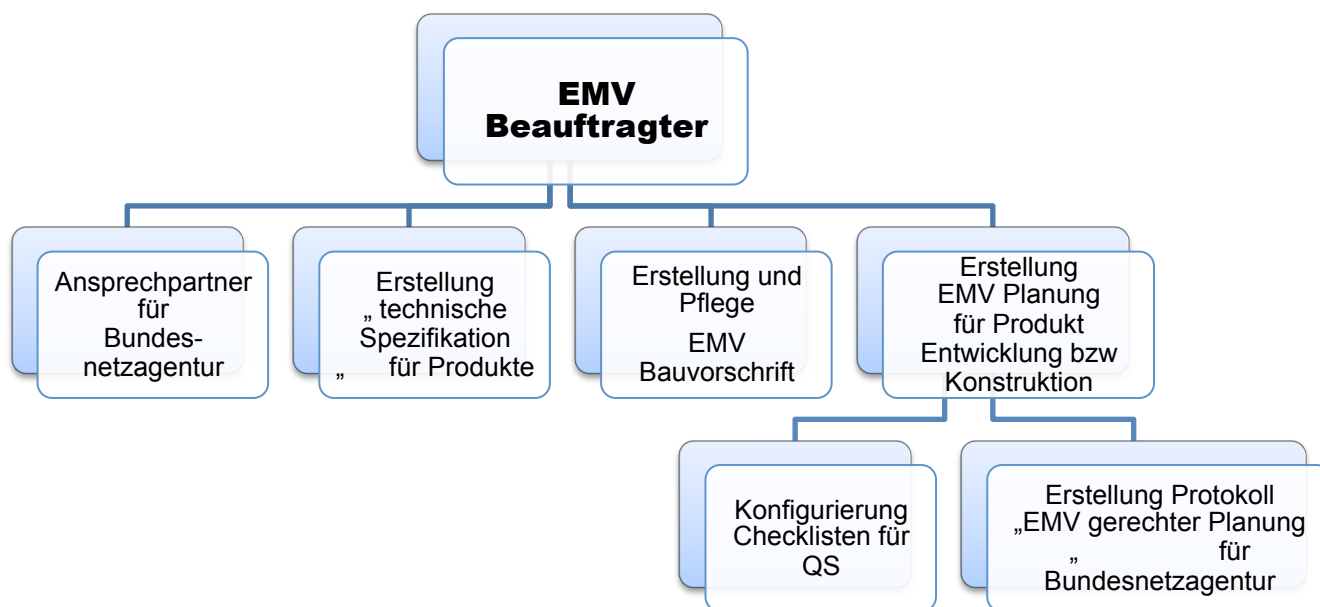 EMV
Beauftragter
Ansprechpartner
für
Bundes-
netzagentur
Erstellung
„ technische
Spezifikation
„ für Produkte
Erstellung und
Pflege
EMV
Bauvorschrift
Erstellung
EMV Planung
für Produkt
Entwicklung bzw
Konstruktion
Konfigurierung
Checklisten für
QS
Erstellung Protokoll
„EMV gerechter Planung
„ für
Bundesnetzagentur